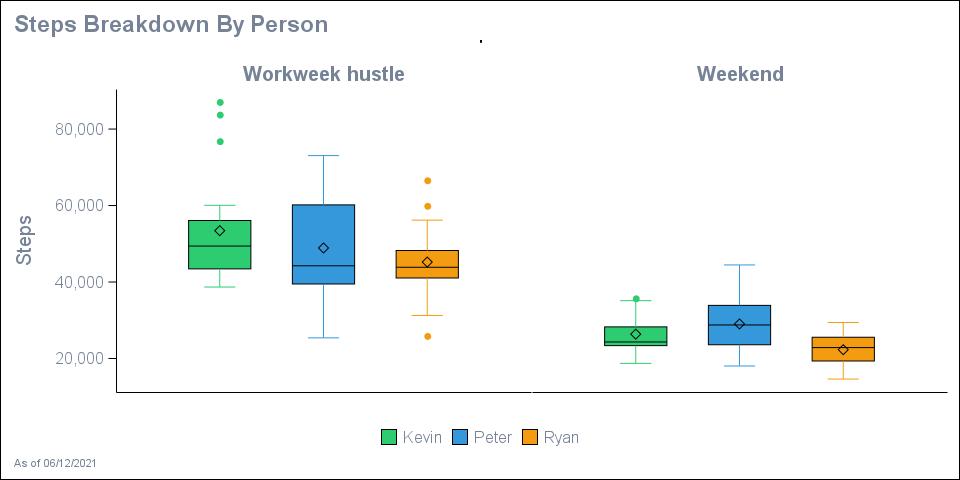 Steps Breakdown By Person
.
Workweek hustle
Weekend
80,000
60,000
40,000
20,000
Steps
Kevin Peter Ryan
As of 06/12/2021